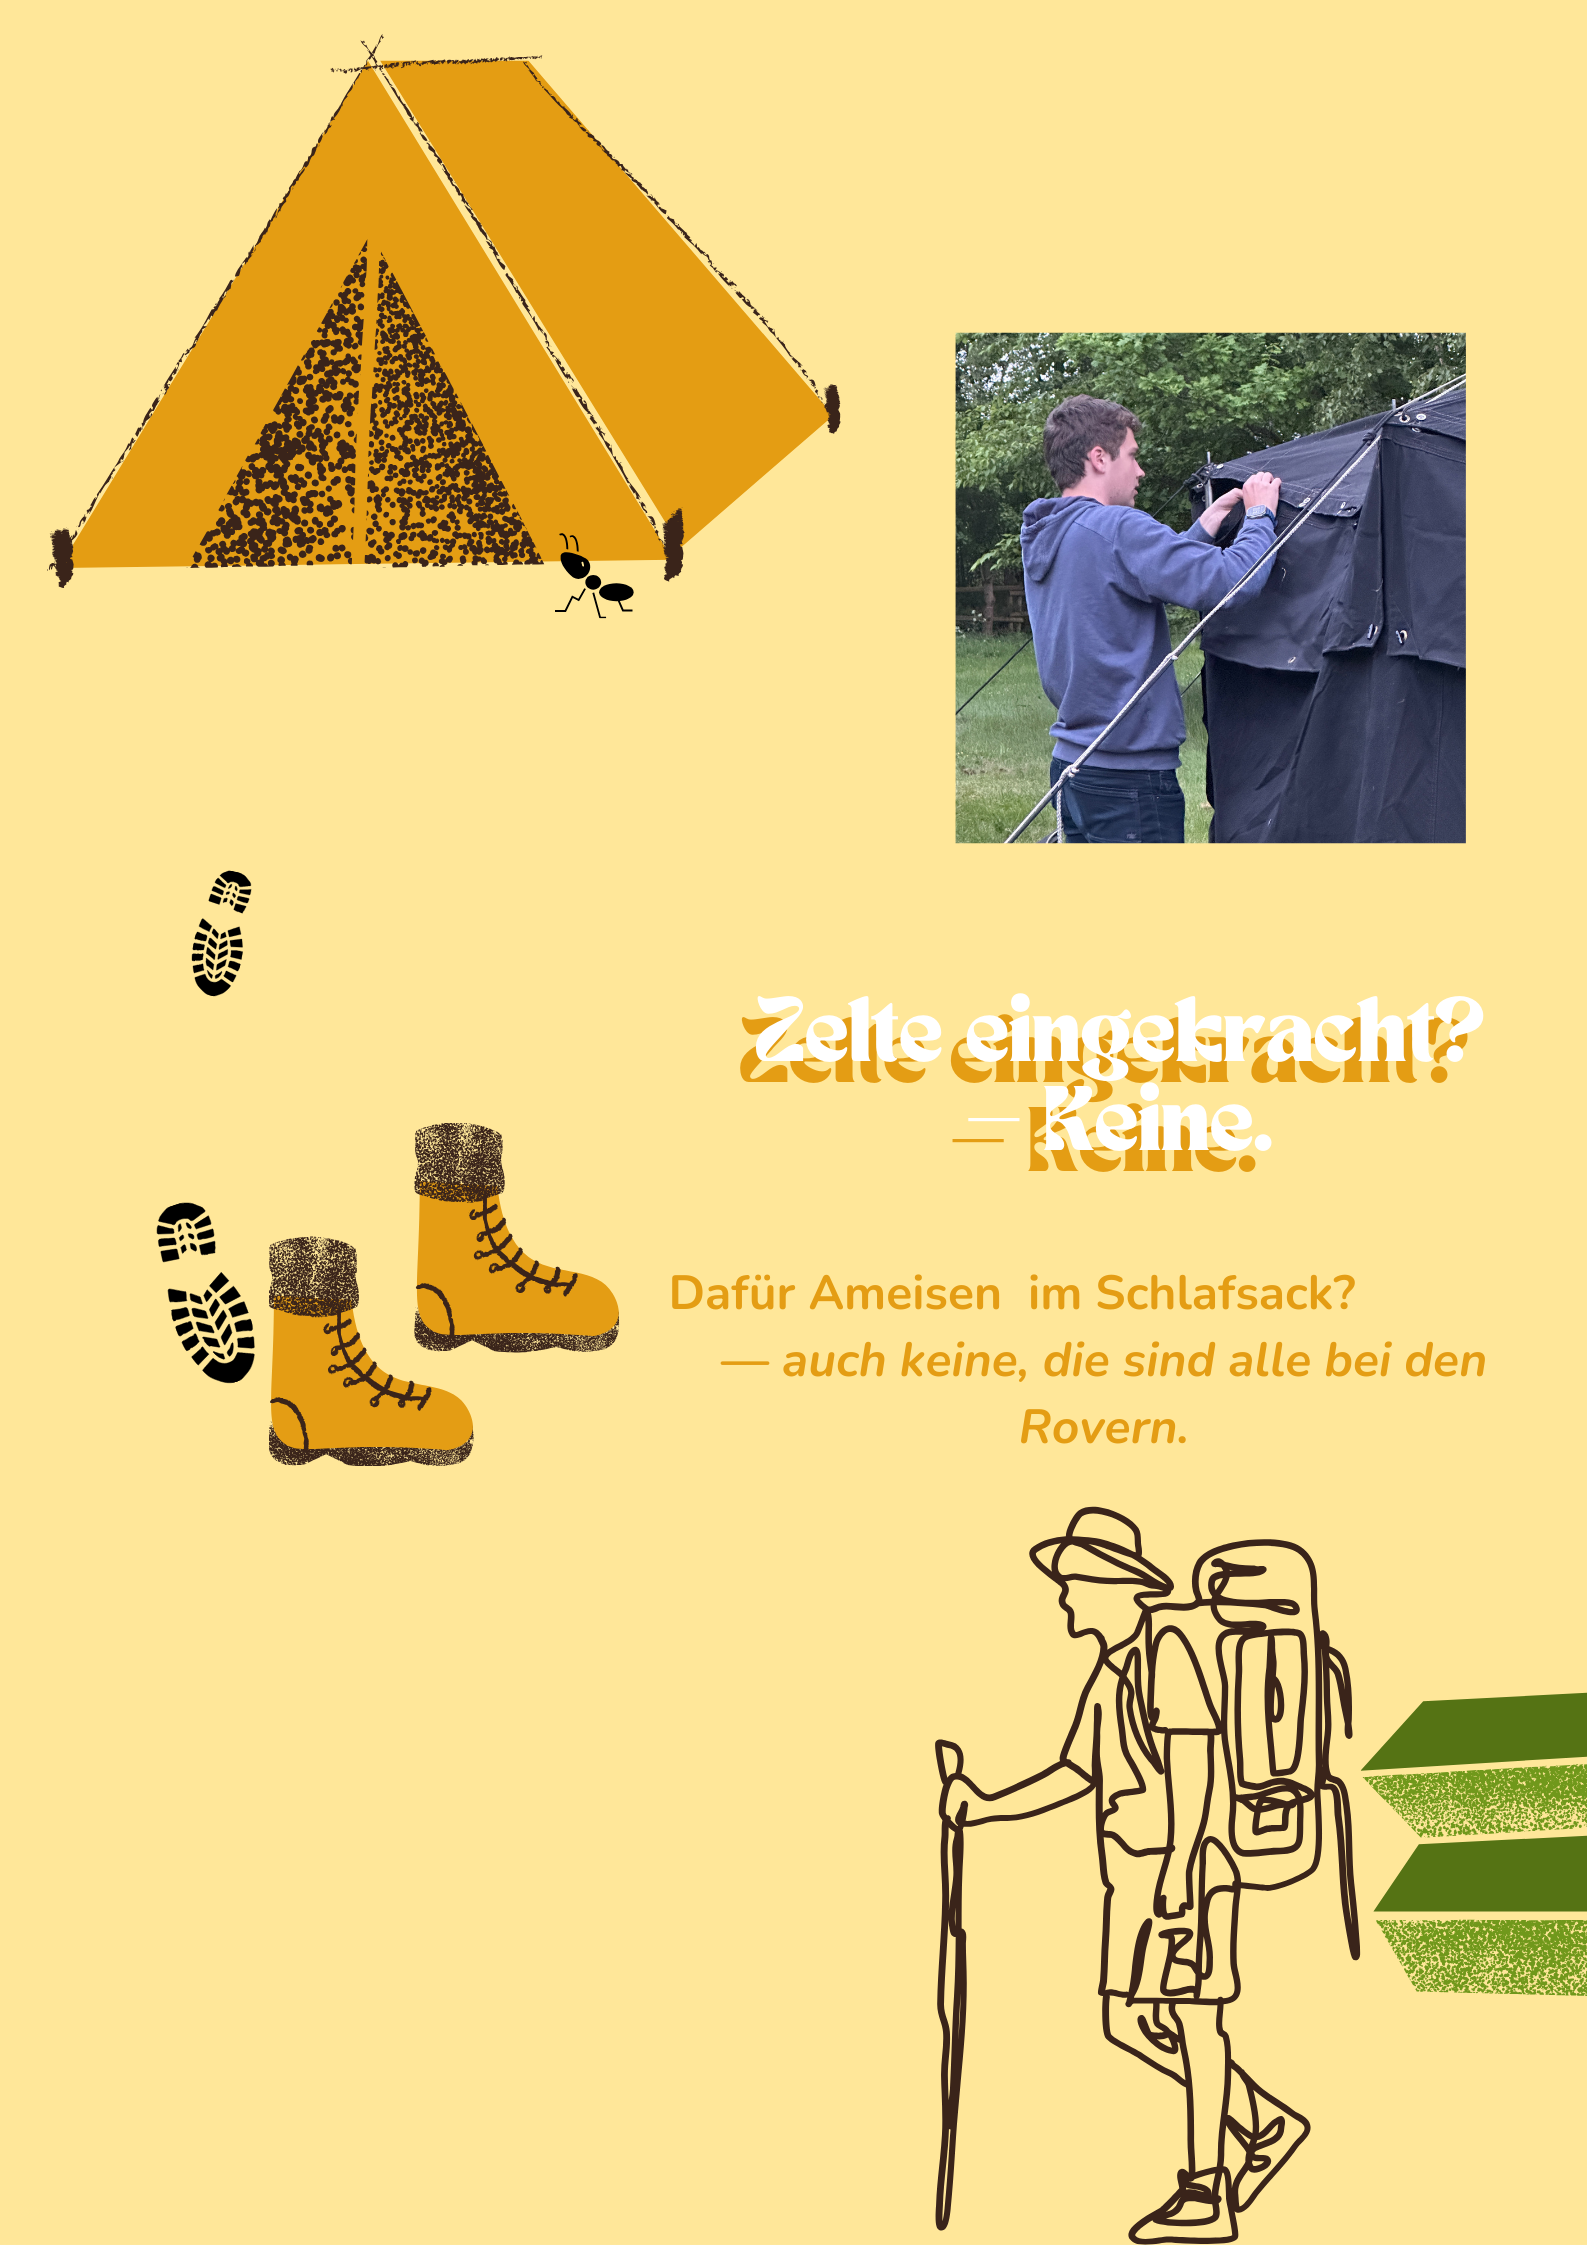 Zelte eingekracht?
— Keine.
Dafür Ameisen  im Schlafsack?
— auch keine, die sind alle bei den
Rovern.